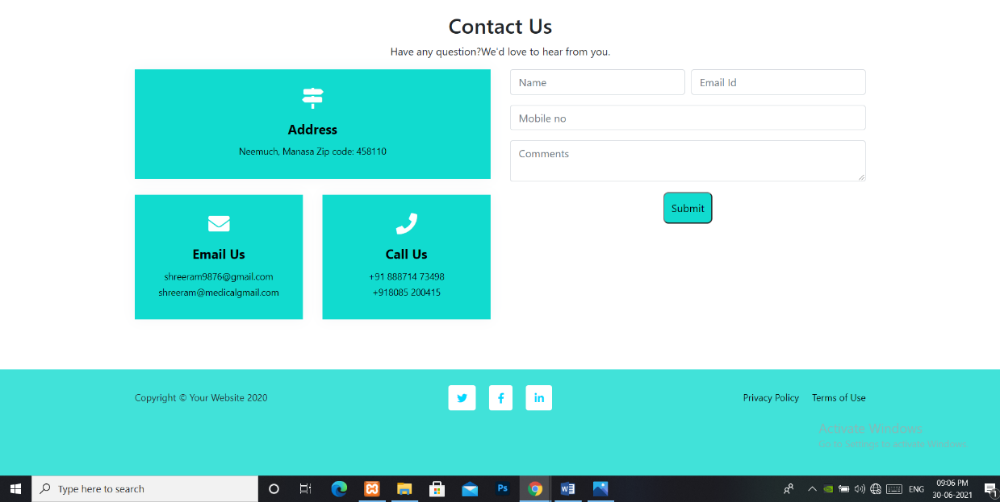 Contact Us
Have any question?We'd love to hear from you.
Address
Neemuch, Manasa Zip code: 458110
Email Us
shreeram9876@gmail.com
shreeram@medicalgmail.com
Call Us
+91 888714 73498
+918085 200415
Name
Email Id
Mobile no
Comments
Submit
Copyright © Your Website 2020
Privacy Policy
Terms of Use
Activate Windows
Go to Settings to activate Windows.
Type here to search
Ps
W
ENG
09:06 PM
30-06-2021
1